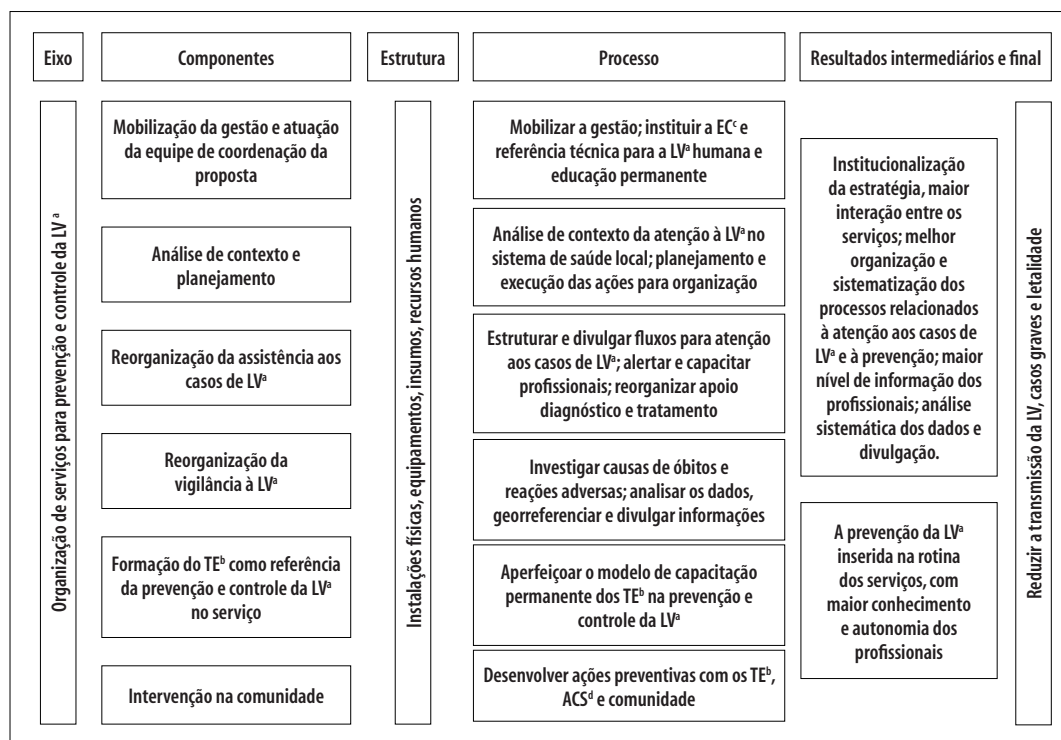 Eixo
Componentes
Estrutura
Processo
Resultados intermediários e final
Organização de serviços para prevenção e controle da LV ᵃ
Mobilização da gestão e atuação
da equipe de coordenação da
proposta
Análise de contexto e
planejamento
Reorganização da assistência aos
casos de LVᵃ
Reorganização da
vigilância à LVᵃ
Formação do TEᵇ como referência
da prevenção e controle da LVᵃ
no serviço
Intervenção na comunidade
Instalações físicas, equipamentos, insumos, recursos humanos
Mobilizar a gestão; instituir a ECᶜ e
referência técnica para a LVᵃ humana e
educação permanente
Análise de contexto da atenção à LVᵃ no
sistema de saúde local; planejamento e
execução das ações para organização
Estruturar e divulgar fluxos para atenção
aos casos de LVᵃ; alertar e capacitar
profissionais; reorganizar apoio
diagnóstico e tratamento
Investigar causas de óbitos e
reações adversas; analisar os dados,
georreferenciar e divulgar informações
Aperfeiçoar o modelo de capacitação
permanente dos TEᵇ na prevenção e
controle da LVᵃ
Desenvolver ações preventivas com os TEᵇ,
ACSᵈ e comunidade
Institucionalização
da estratégia, maior
interação entre os
serviços; melhor
organização e
sistematização dos
processos relacionados
à atenção aos casos de
LVᵃ e à prevenção; maior
nível de informação dos
profissionais; análise
sistemática dos dados e
divulgação.
A prevenção da LVᵃ
inserida na rotina
dos serviços, com
maior conhecimento
e autonomia dos
profissionais
Reduzir a transmissão da LV, casos graves e letalidade